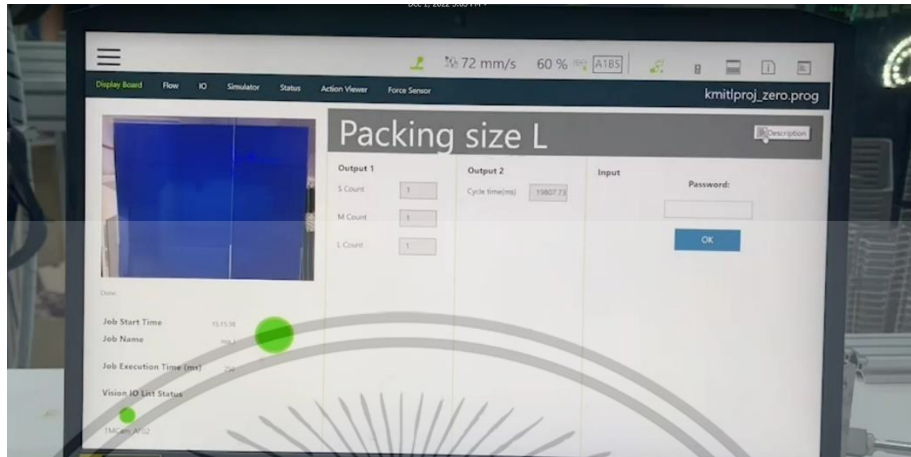 Dec 1, 2022 3:03 PM
72 mm/s 60 % A1B5
Display Board Flow IO Simulator Status Action Viewer Force Sensor
kmitlproj_zero.prog
Packing size L
Description
Output 1
S Count 1
M Count 1
L Count 1
Output 2
Cycle time(ms) 19807.73
Input
Password:
OK
Done.
Job Start Time 15:15:38
Job Name
Job Execution Time (ms) 250
Vision IO List Status